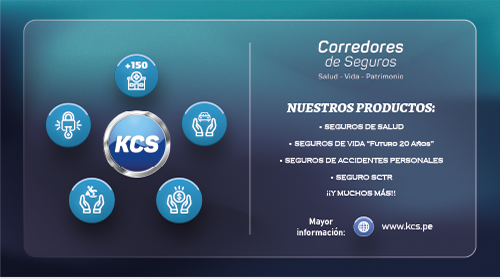 +150
KCS
Corredores
de Seguros
Salud - Vida - Patrimonio
NUESTROS PRODUCTOS:
• SEGUROS DE SALUD
• SEGUROS DE VIDA "Futuro 20 Años"
• SEGUROS DE ACCIDENTES PERSONALES
• SEGURO SCTR
¡¡Y MUCHOS MÁS!!
Mayor
información:
www.kcs.pe